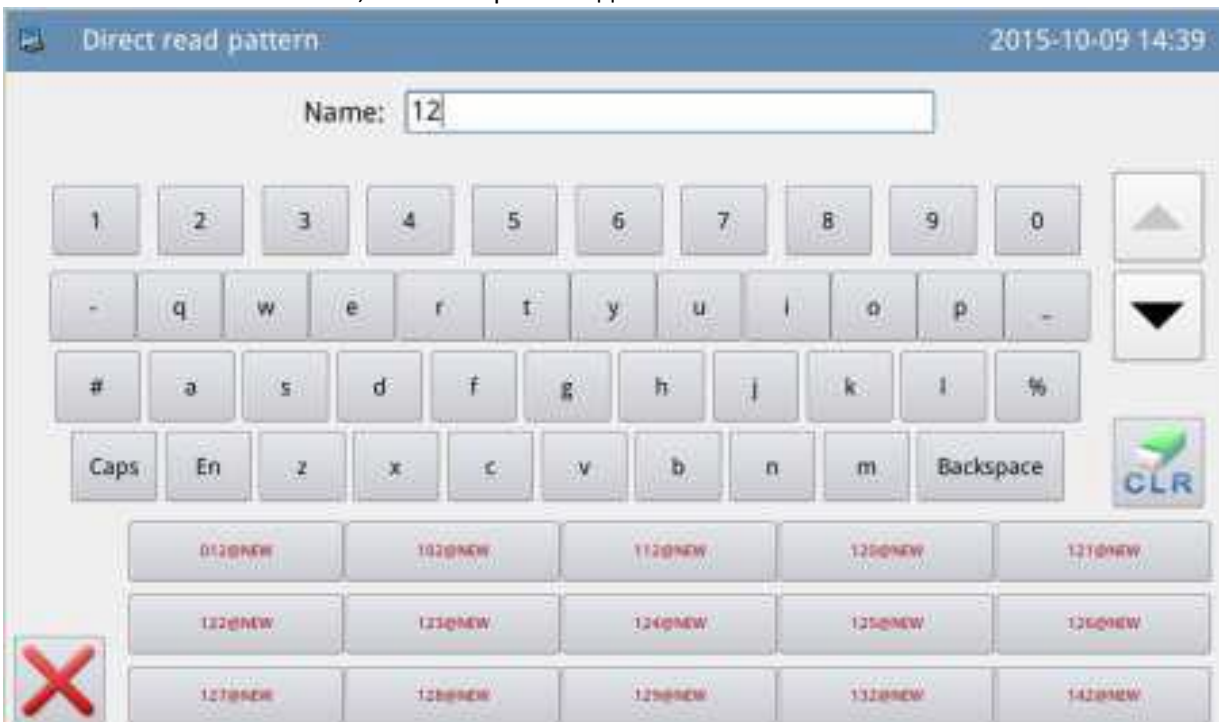 Direct read pattern 2015-10-09 14:39
Name: 12
1 2 3 4 5 6 7 8 9 0
- q w e r t y u i o p _
# a s d f g h j k l %
Caps En z x c v b n m Backspace
CLR
012@NEW 102@NEW 112@NEW 120@NEW 121@NEW
122@NEW 123@NEW 124@NEW 125@NEW 126@NEW
127@NEW 128@NEW 129@NEW 132@NEW 142@NEW